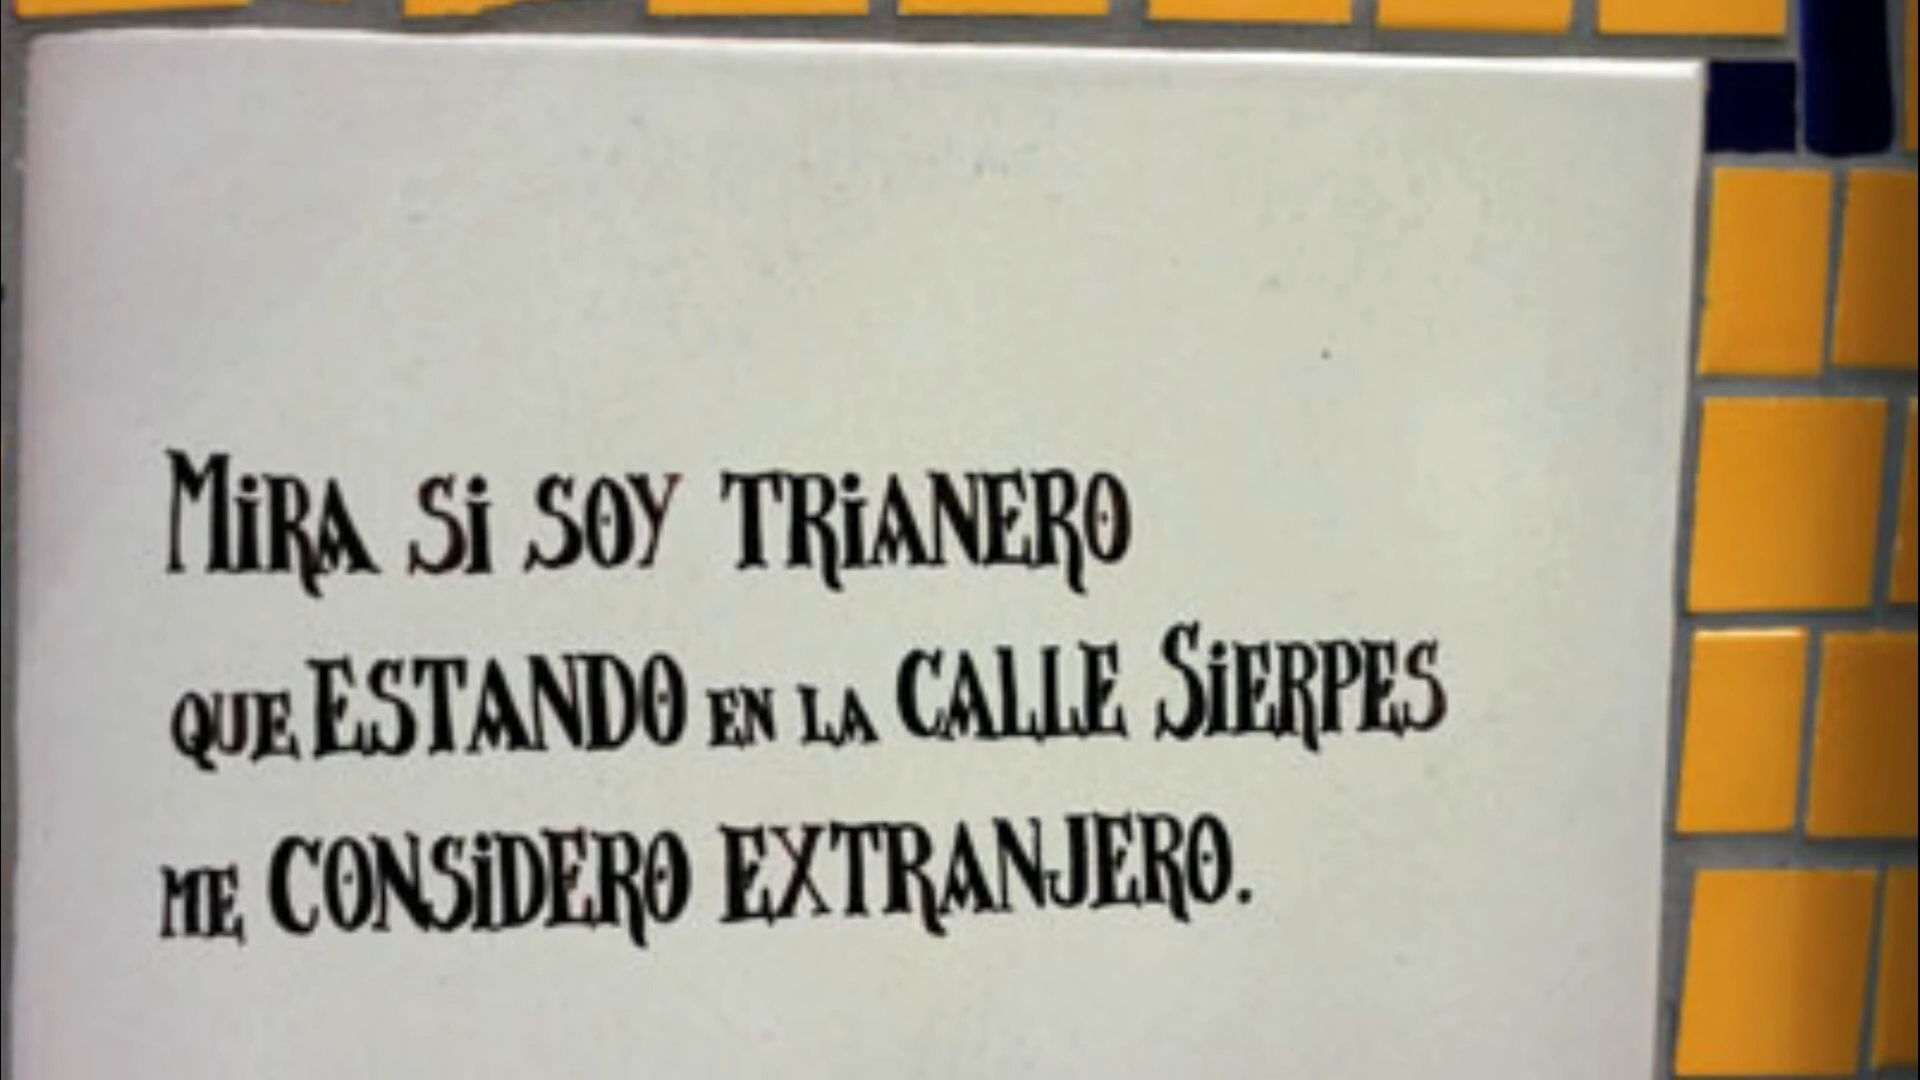 MiRA Si SOY TRiANERO
QUE ESTANDO EN LA CALLE SiERPES
ME CONSiDERO EXTRANJERO.